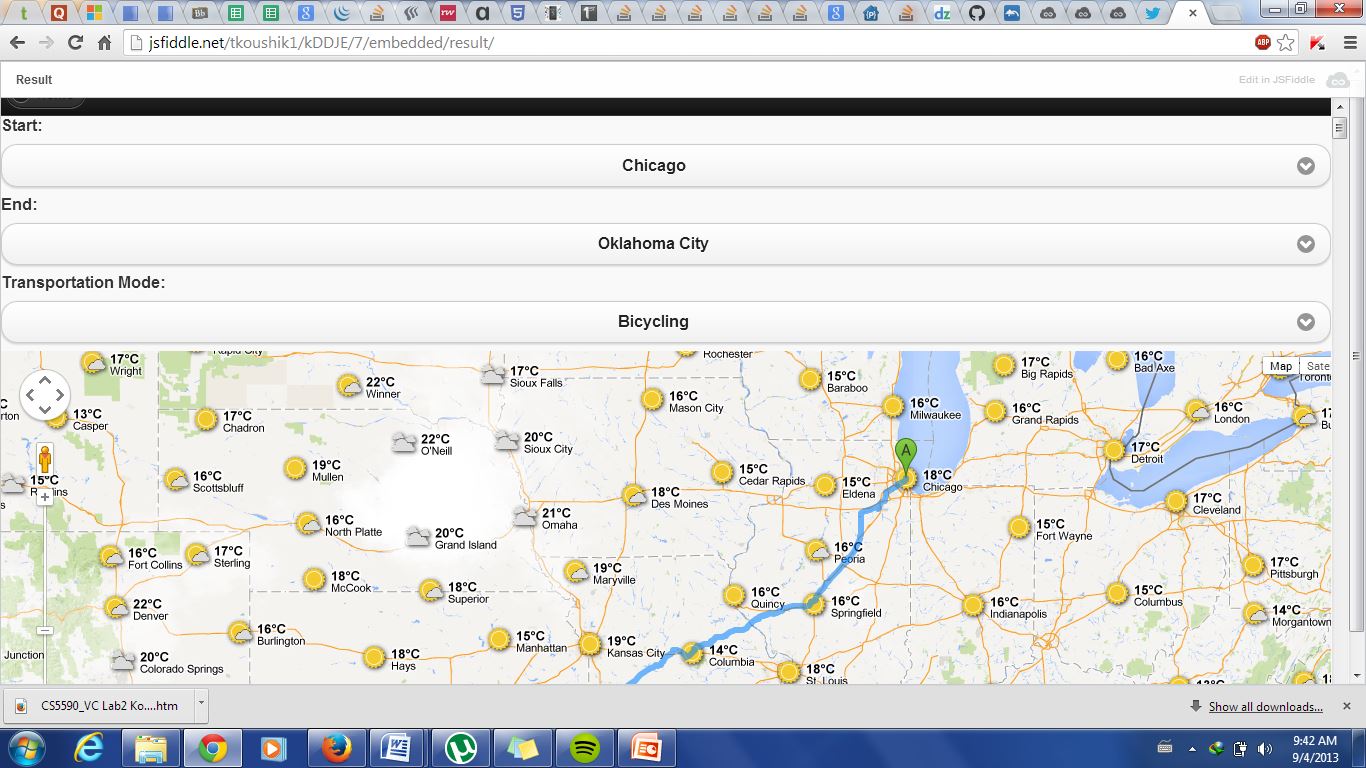 jsfiddle.net/tkoushik1/kDDJE/7/embedded/result/
ABP
Result
Edit in JSFiddle
Start:
Chicago
End:
Oklahoma City
Transportation Mode:
Bicycling
Map
Sate
17°C
Wright
Rapid City
22°C
Winner
17°C
Sioux Falls
Rochester
15°C
Baraboo
17°C
Big Rapids
16°C
Bad Axe
Toronto
13°C
Casper
17°C
Chadron
16°C
Mason City
16°C
Milwaukee
16°C
Grand Rapids
16°C
London
22°C
O'Neill
20°C
Sioux City
A
17°C
Detroit
15°C
16°C
Scottsbluff
19°C
Mullen
15°C
Cedar Rapids
15°C
Eldena
18°C
Chicago
18°C
Des Moines
17°C
Cleveland
16°C
North Platte
20°C
Grand Island
21°C
Omaha
15°C
Fort Wayne
16°C
Fort Collins
17°C
Sterling
16°C
Peoria
17°C
Pittsburgh
18°C
McCook
18°C
Superior
19°C
Maryville
16°C
Quincy
16°C
Springfield
16°C
Indianapolis
15°C
Columbus
22°C
Denver
14°C
Morgantown
16°C
Burlington
15°C
Manhattan
19°C
Kansas City
14°C
Columbia
18°C
St. Louis
Junction
20°C
Colorado Springs
18°C
Hays
CS5590_VC Lab2 Ko....htm
Show all downloads...
9:42 AM
9/4/2013